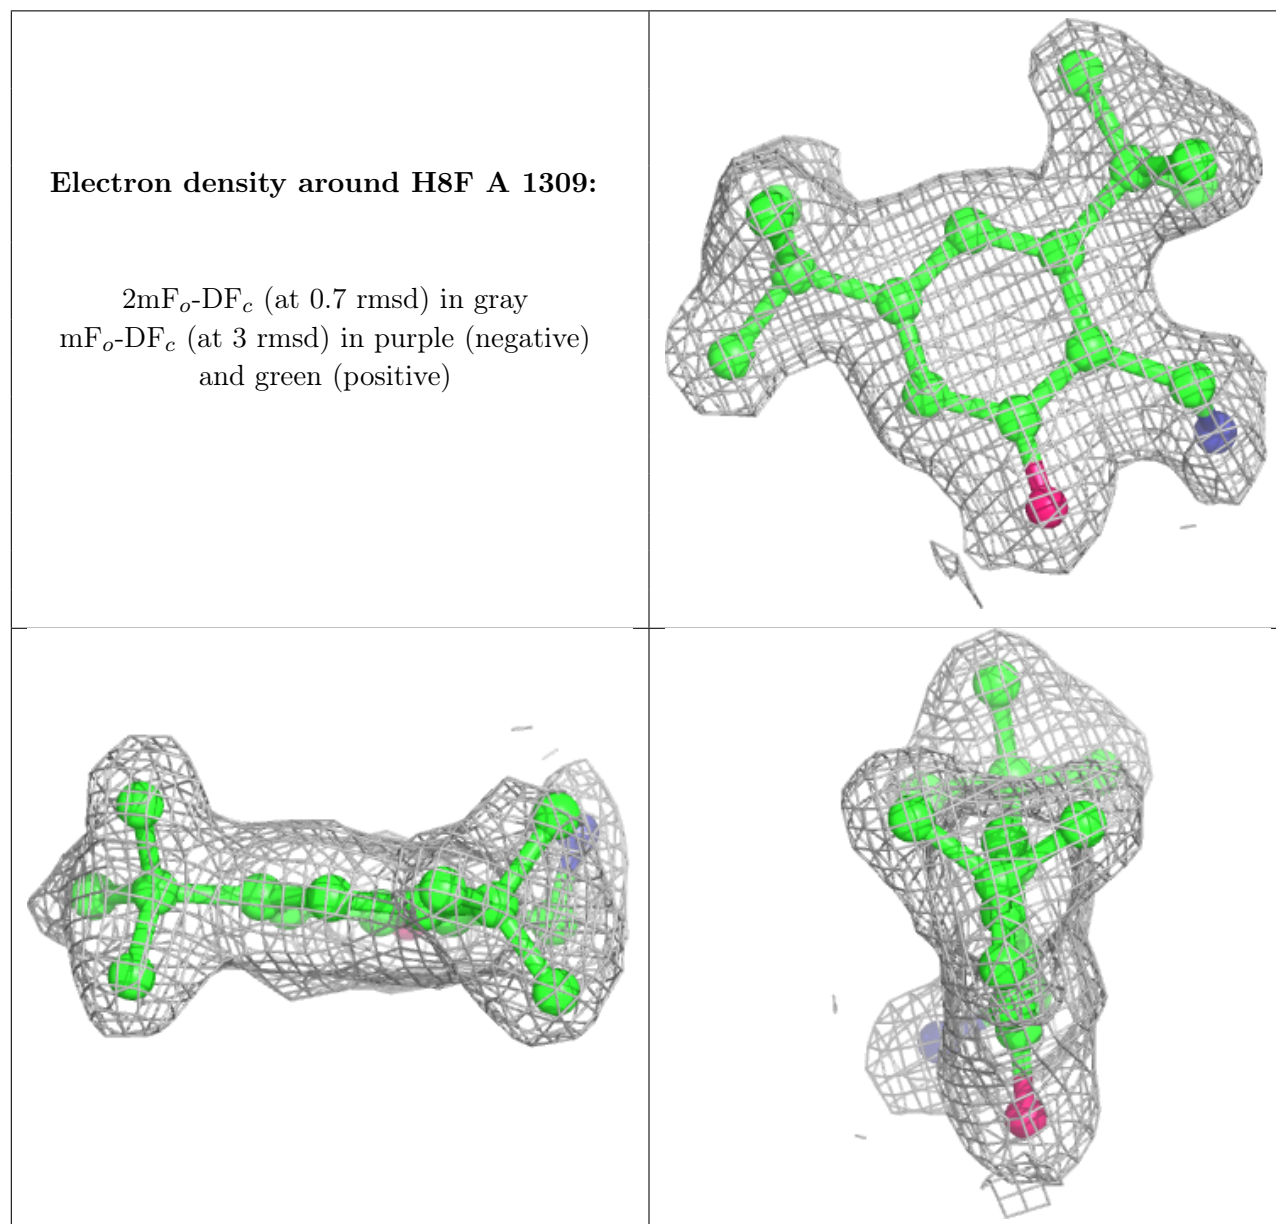 Electron density around H8F A 1309:
2mFo-DFc (at 0.7 rmsd) in gray
mFo-DFc (at 3 rmsd) in purple (negative)
and green (positive)